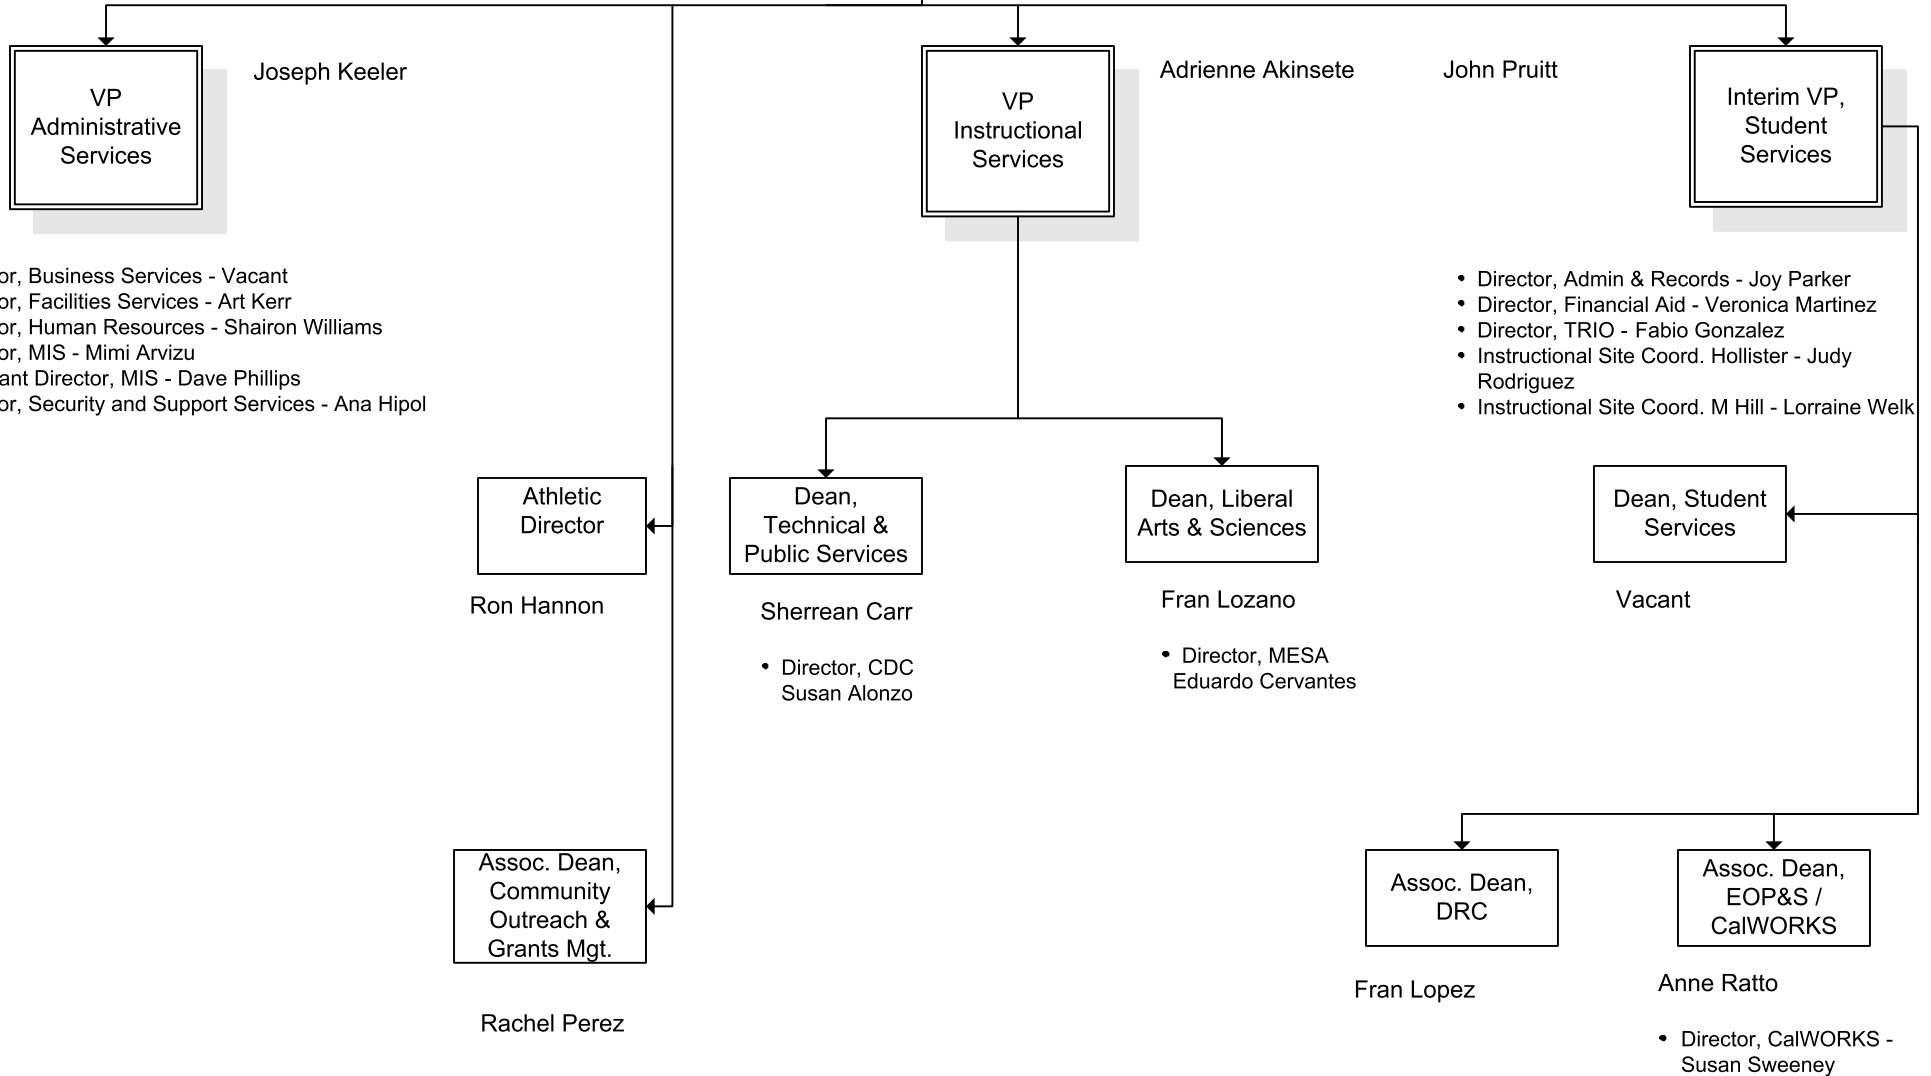 VP
Administrative
Services
Joseph Keeler
or, Business Services - Vacant
or, Facilities Services - Art Kerr
or, Human Resources - Shairon Williams
or, MIS - Mimi Arvizu
ant Director, MIS - Dave Phillips
or, Security and Support Services - Ana Hipol
VP
Instructional
Services
Adrienne Akinsete
John Pruitt
Interim VP,
Student
Services
• Director, Admin & Records - Joy Parker
• Director, Financial Aid - Veronica Martinez
• Director, TRIO - Fabio Gonzalez
• Instructional Site Coord. Hollister - Judy
Rodriguez
• Instructional Site Coord. M Hill - Lorraine Welk
Athletic
Director
Ron Hannon
Dean,
Technical &
Public Services
Sherrean Carr
• Director, CDC
Susan Alonzo
Dean, Liberal
Arts & Sciences
Fran Lozano
• Director, MESA
Eduardo Cervantes
Dean, Student
Services
Vacant
Assoc. Dean,
Community
Outreach &
Grants Mgt.
Rachel Perez
Assoc. Dean,
DRC
Fran Lopez
Assoc. Dean,
EOP&S /
CalWORKS
Anne Ratto
• Director, CalWORKS -
Susan Sweeney